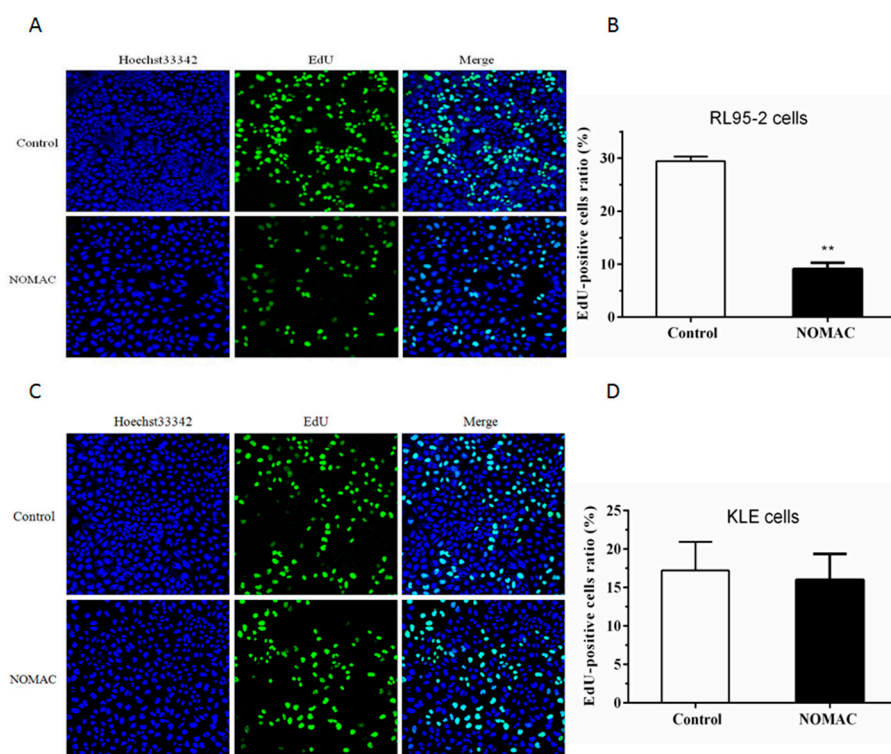 A
Hoechst33342 EdU Merge
Control
NOMAC
B
RL95-2 cells
EdU-positive cells ratio (%)
30
20
10
0
**
Control NOMAC
C
Hoechst33342 EdU Merge
Control
NOMAC
D
KLE cells
EdU-positive cells ratio (%)
25
20
15
10
5
0
Control NOMAC